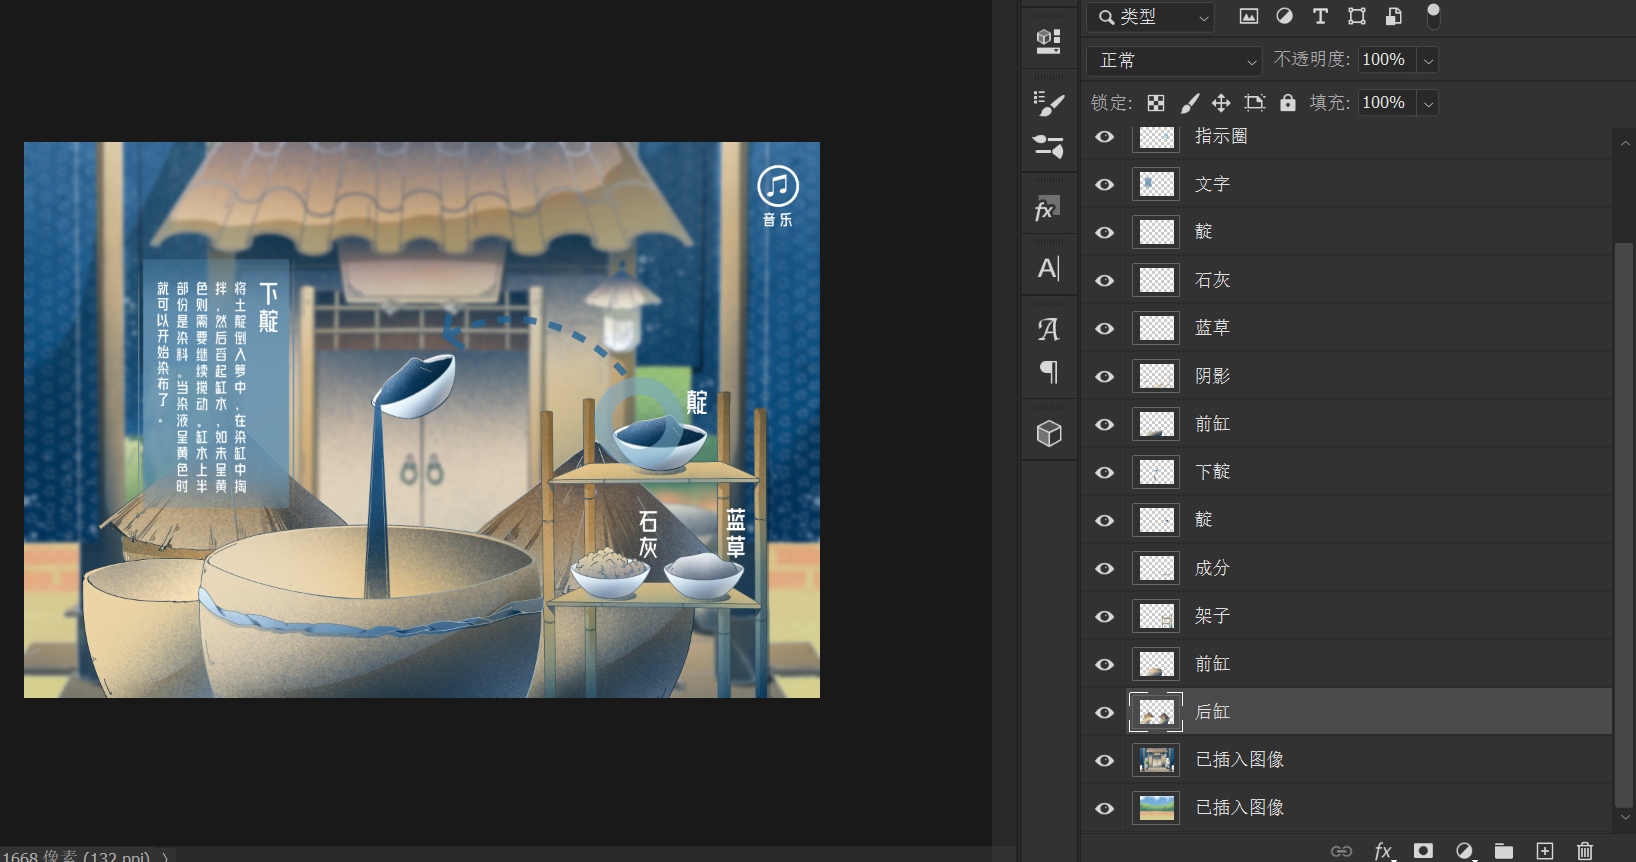 音乐
下靛
将土靛倒入箩中,在染缸中掏
拌,然后舀起缸水,如未呈黄
色则需要继续搅动。缸水上半
部份是染料。当染液呈黄色时
就可以开始染布了。
靛
石灰
蓝草
1668 像素 (132 ppi)
类型
正常
不透明度: 100%
锁定:
填充: 100%
指示圈
文字
靛
石灰
蓝草
阴影
前缸
下靛
靛
成分
架子
前缸
后缸
已插入图像
已插入图像